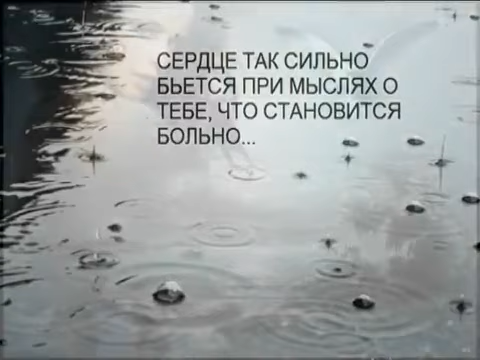 СЕРДЦЕ ТАК СИЛЬНО
БЬЕТСЯ ПРИ МЫСЛЯХ О
ТЕБЕ, ЧТО СТАНОВИТСЯ
БОЛЬНО...